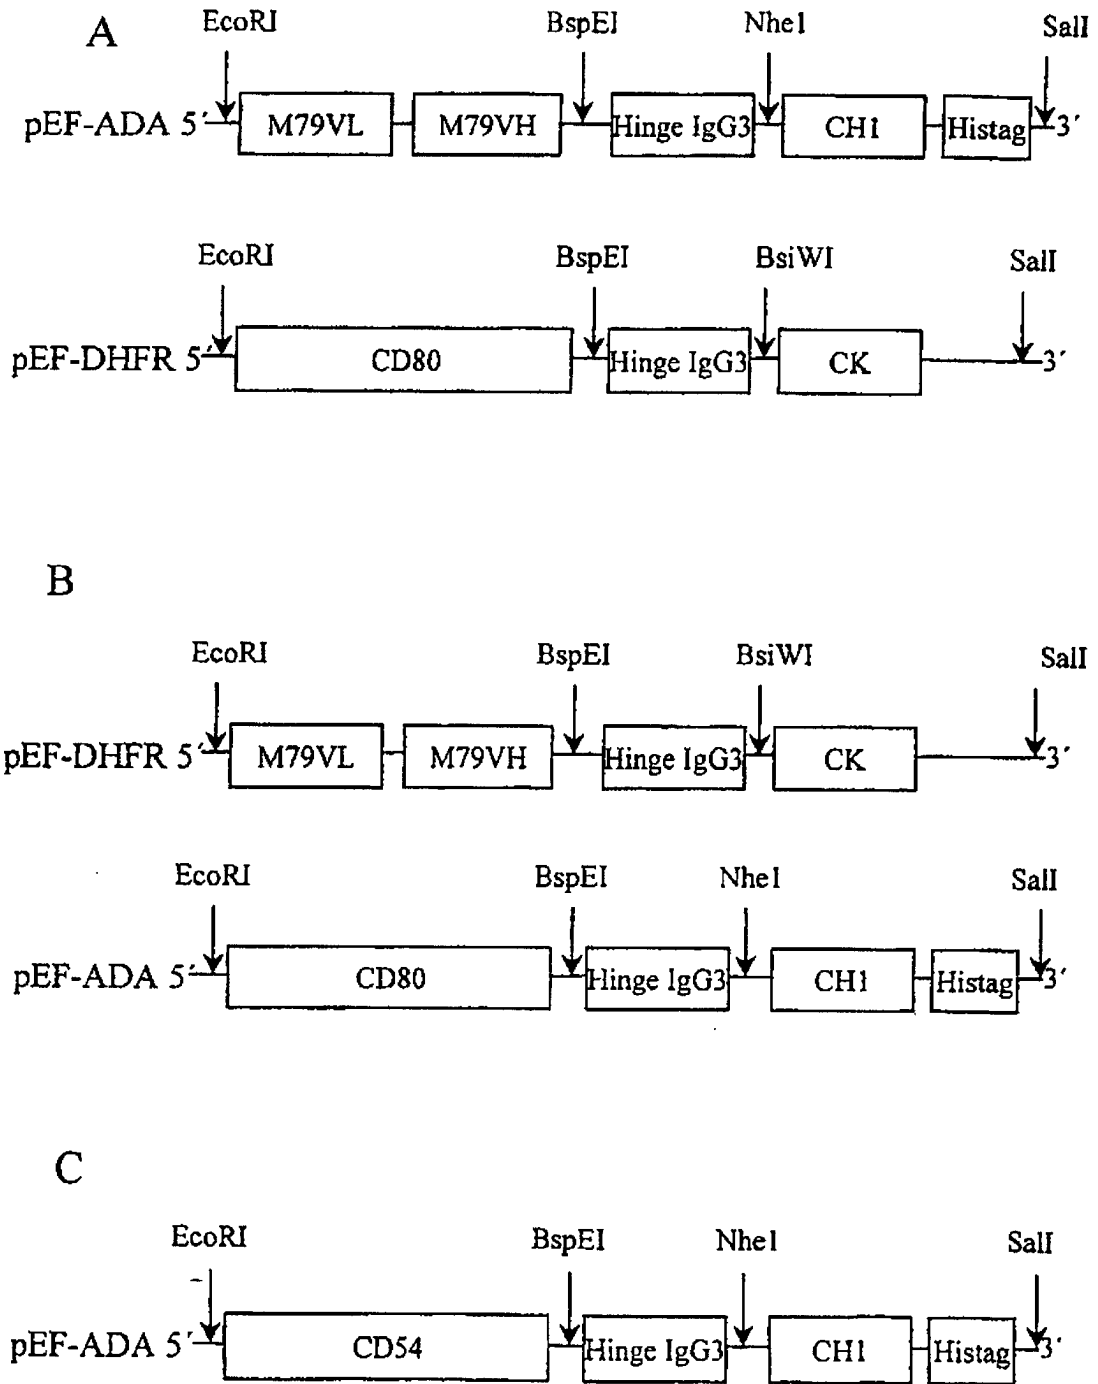 A
EcoRI BspEI Nhe1 SalI
pEF-ADA 5′ M79VL M79VH Hinge IgG3 CH1 Histag 3′
EcoRI BspEI BsiWI SalI
pEF-DHFR 5′ CD80 Hinge IgG3 CK 3′
B
EcoRI BspEI BsiWI SalI
pEF-DHFR 5′ M79VL M79VH Hinge IgG3 CK 3′
EcoRI BspEI Nhe1 SalI
pEF-ADA 5′ CD80 Hinge IgG3 CH1 Histag 3′
C
EcoRI BspEI Nhe1 SalI
pEF-ADA 5′ CD54 Hinge IgG3 CH1 Histag 3′